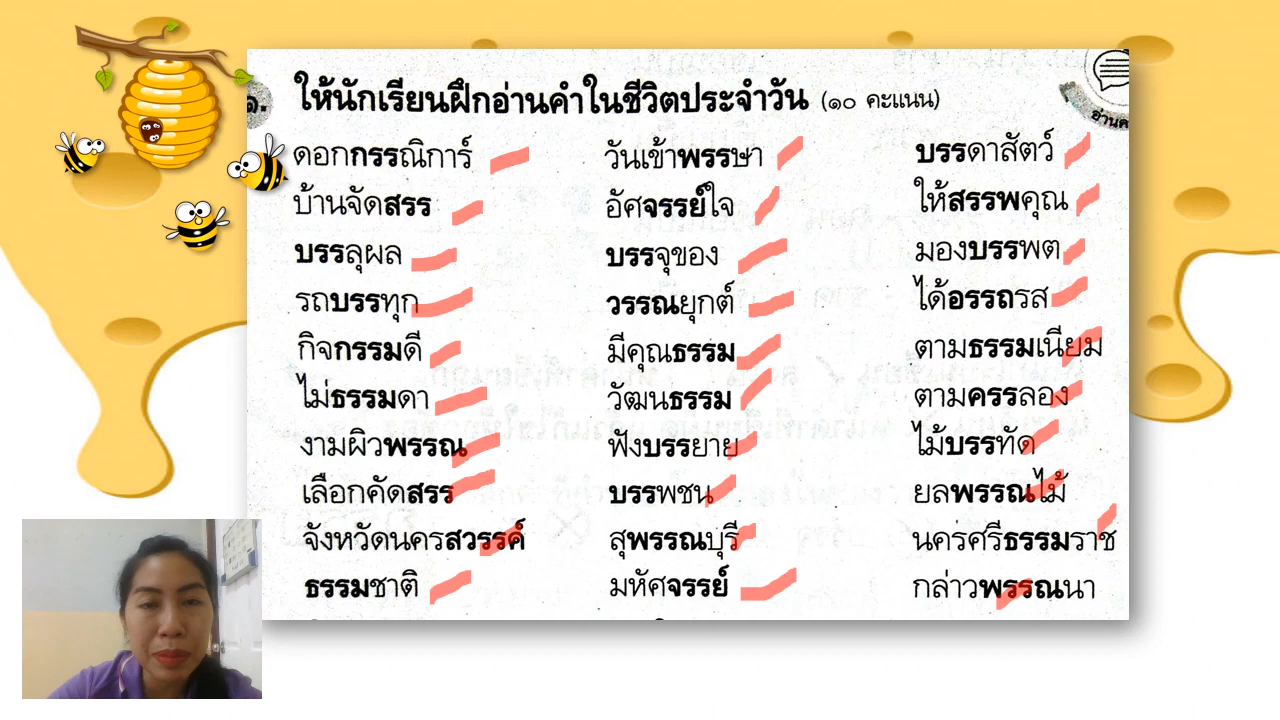 ๑. ให้นักเรียนฝึกอ่านคำในชีวิตประจำวัน (๑๐ คะแนน)
ดอกกรรณิการ์ วันเข้าพรรษา บรรดาสัตว์
บ้านจัดสรร อัศจรรย์ใจ ให้สรรพคุณ
บรรลุผล บรรจุของ มองบรรพต
รถบรรทุก วรรณยุกต์ ได้อรรถรส
กิจกรรมดี มีคุณธรรม ตามธรรมเนียม
ไม่ธรรมดา วัฒนธรรม ตามครรลอง
งามผิวพรรณ ฟังบรรยาย ไม้บรรทัด
เลือกคัดสรร บรรพชน ยลพรรณไม้
จังหวัดนครสวรรค์ สุพรรณบุรี นครศรีธรรมราช
ธรรมชาติ มหัศจรรย์ กล่าวพรรณนา